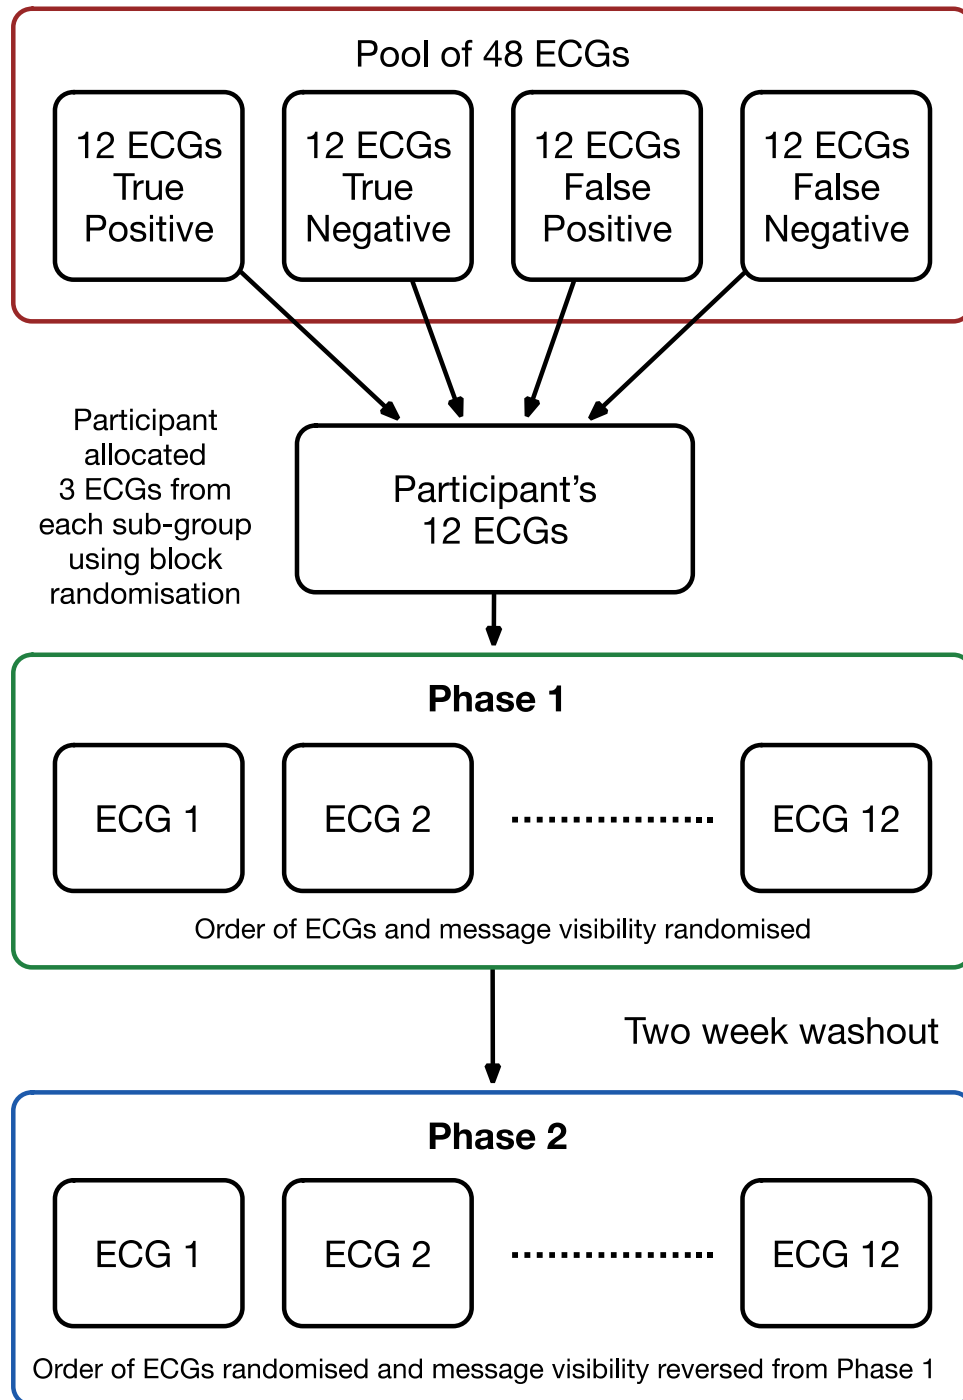 Pool of 48 ECGs
12 ECGs
True
Positive
12 ECGs
True
Negative
12 ECGs
False
Positive
12 ECGs
False
Negative
Participant
allocated
3 ECGs from
each sub-group
using block
randomisation
Participant’s
12 ECGs
Phase 1
ECG 1
ECG 2
ECG 12
Order of ECGs and message visibility randomised
Two week washout
Phase 2
ECG 1
ECG 2
ECG 12
Order of ECGs randomised and message visibility reversed from Phase 1